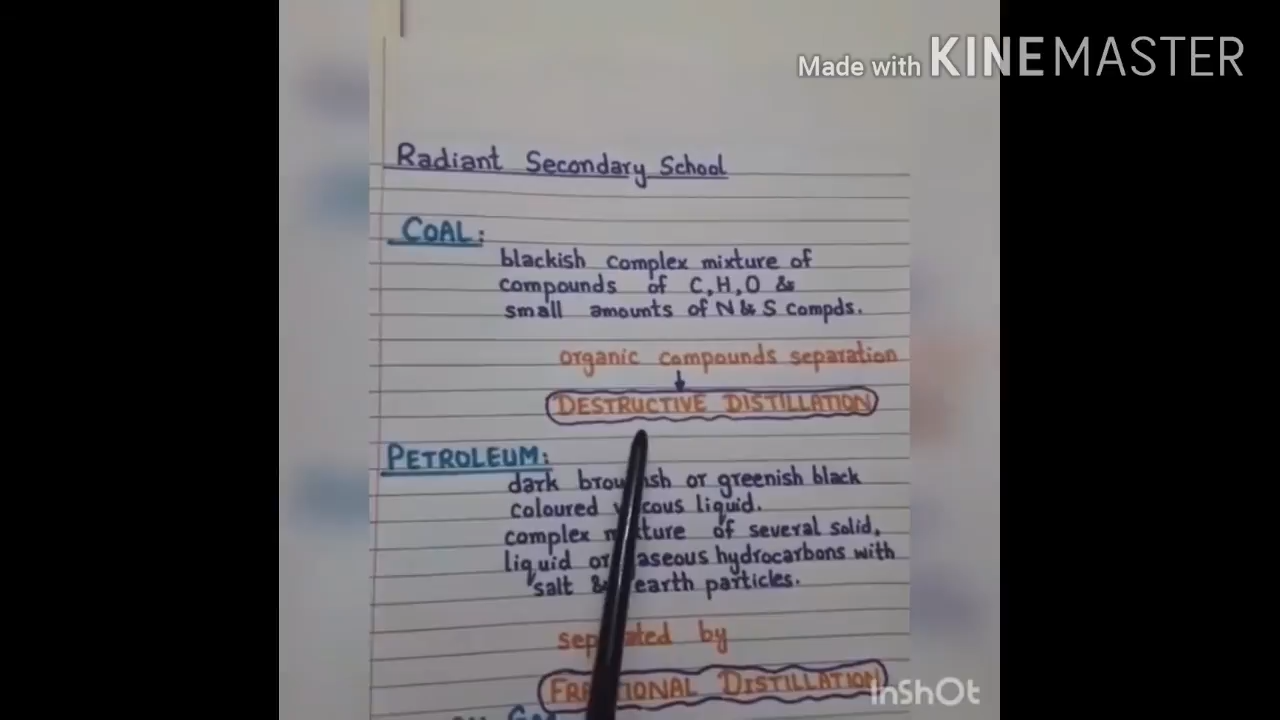 Made with KINEMASTER
Radiant Secondary School
COAL:
blackish complex mixture of
compounds of C, H, O &
small amounts of N & S compds.
organic compounds separation
DESTRUCTIVE DISTILLATION
PETROLEUM:
dark or greenish black
coloured liquid.
complex of several solid,
liquid or hydrocarbons with
salt & earth particles.
by
DISTILLATION
InShOt